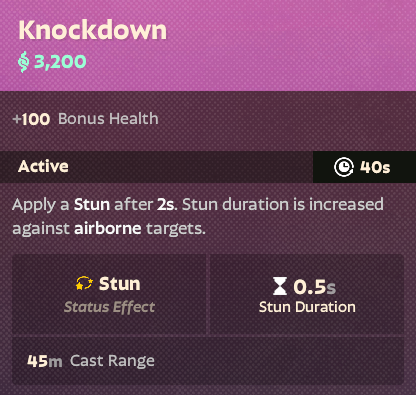 Knockdown
3,200
+100 Bonus Health
Active 40s
Apply a Stun after 2s. Stun duration is increased
against airborne targets.
Stun
Status Effect
0.5s
Stun Duration
45m Cast Range